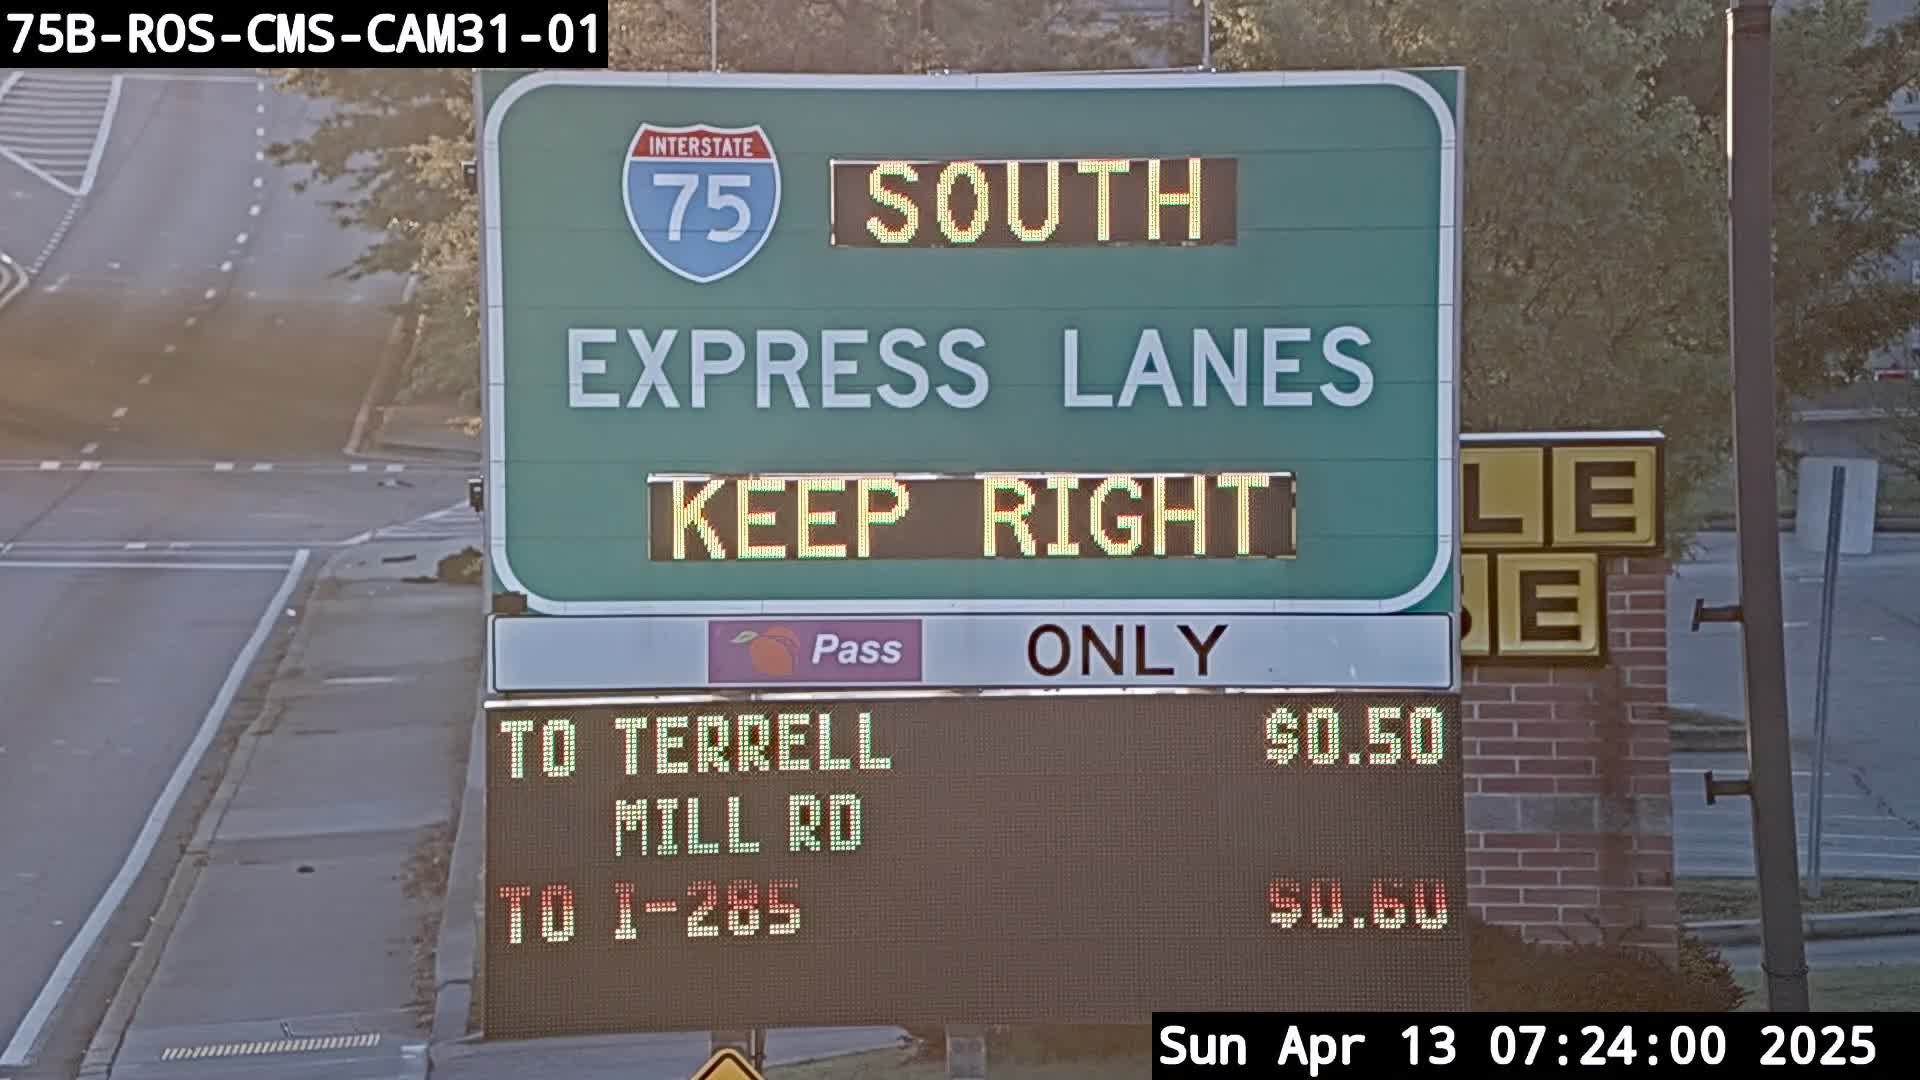 75B-ROS-CMS-CAM31-01
INTERSTATE
75
SOUTH
EXPRESS LANES
KEEP RIGHT
Pass ONLY
TO TERRELL $0.50
MILL RD
TO I-285 $0.60
LE
E
Sun Apr 13 07:24:00 2025